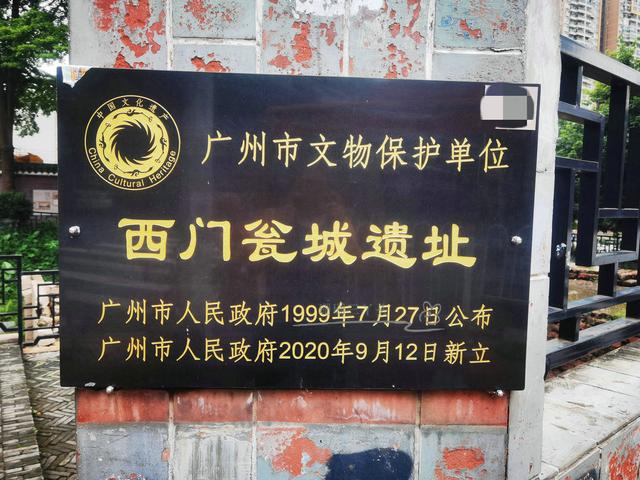 中国文化遗产
China Cultural Heritage
广州市文物保护单位
西门瓮城遗址
广州市人民政府1999年7月27日公布
广州市人民政府2020年9月12日新立